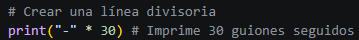 # Crear una línea divisoria
print("-" * 30) # Imprime 30 guiones seguidos